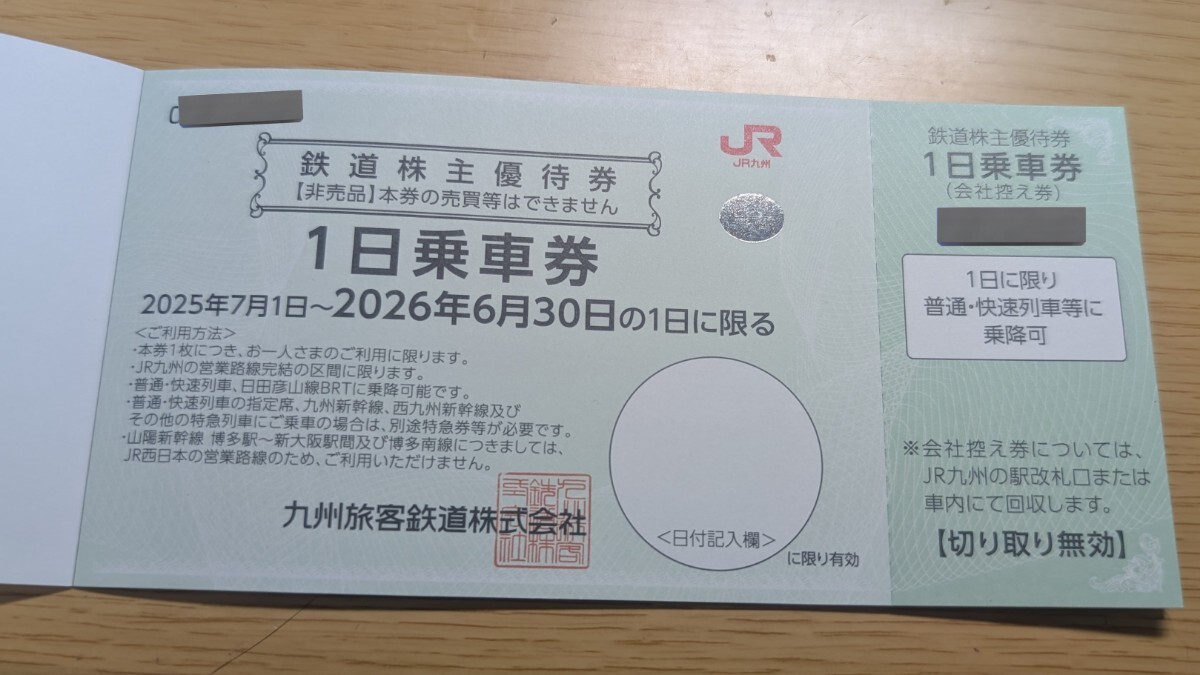 鉄道株主優待券
【非売品】本券の売買等はできません
JR
JR九州
1日乗車券
2025年7月1日～2026年6月30日の1日に限る
<ご利用方法>
・本券1枚につき、お一人さまのご利用に限ります。
・JR九州の営業路線完結の区間に限ります。
・普通・快速列車、日田彦山線BRTに乗降可能です。
・普通・快速列車の指定席、九州新幹線、西九州新幹線及び
その他の特急列車にご乗車の場合は、別途特急券等が必要です。
・山陽新幹線 博多駅～新大阪駅間及び博多南線につきましては、
JR西日本の営業路線のため、ご利用いただけません。
九州旅客鉄道株式会社
<日付記入欄>
に限り有効
鉄道株主優待券
1日乗車券
(会社控え券)
1日に限り
普通・快速列車等に
乗降可
※会社控え券については、
JR九州の駅改札口または
車内にて回収します。
【切り取り無効】